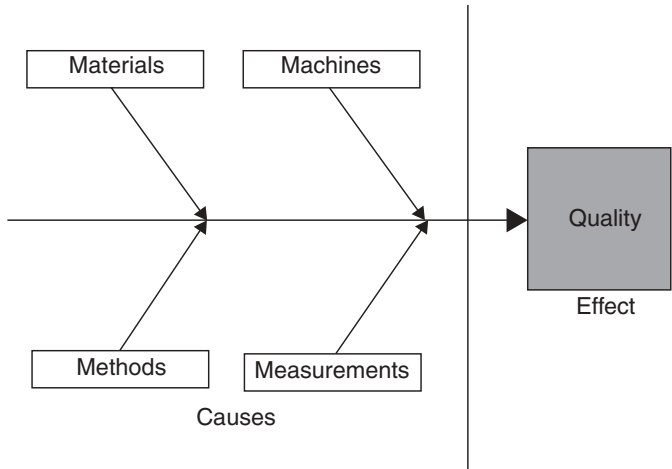 Materials
Machines
Quality
Effect
Methods
Measurements
Causes